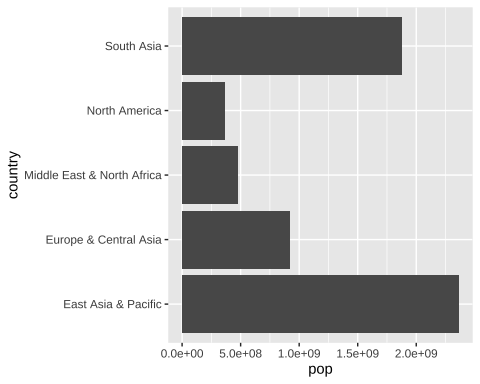 South Asia
North America
Middle East & North Africa
Europe & Central Asia
East Asia & Pacific
country
0.0e+00 5.0e+08 1.0e+09 1.5e+09 2.0e+09
pop